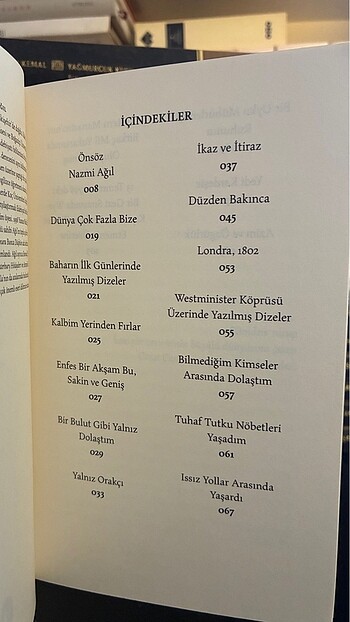 KEMAL
İÇİNDEKİLER
Önsöz
Nazmi Ağıl
008
Dünya Çok Fazla Bize
019
Baharın İlk Günlerinde
Yazılmış Dizeler
021
Kalbim Yerinden Fırlar
025
Enfes Bir Akşam Bu,
Sakin ve Geniş
027
Bir Bulut Gibi Yalnız
Dolaştım
029
Yalnız Orakçı
033
İkaz ve İtiraz
037
Düzden Bakınca
045
Londra, 1802
053
Westminister Köprüsü
Üzerinde Yazılmış Dizeler
055
Bilmediğim Kimseler
Arasında Dolaştım
057
Tuhaf Tutku Nöbetleri
Yaşadım
061
Issız Yollar Arasında
Yaşardı
067